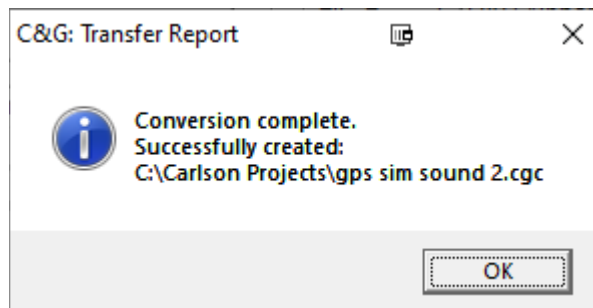 C&G: Transfer Report
Conversion complete.
Successfully created:
C:\Carlson Projects\gps sim sound 2.cgc
OK